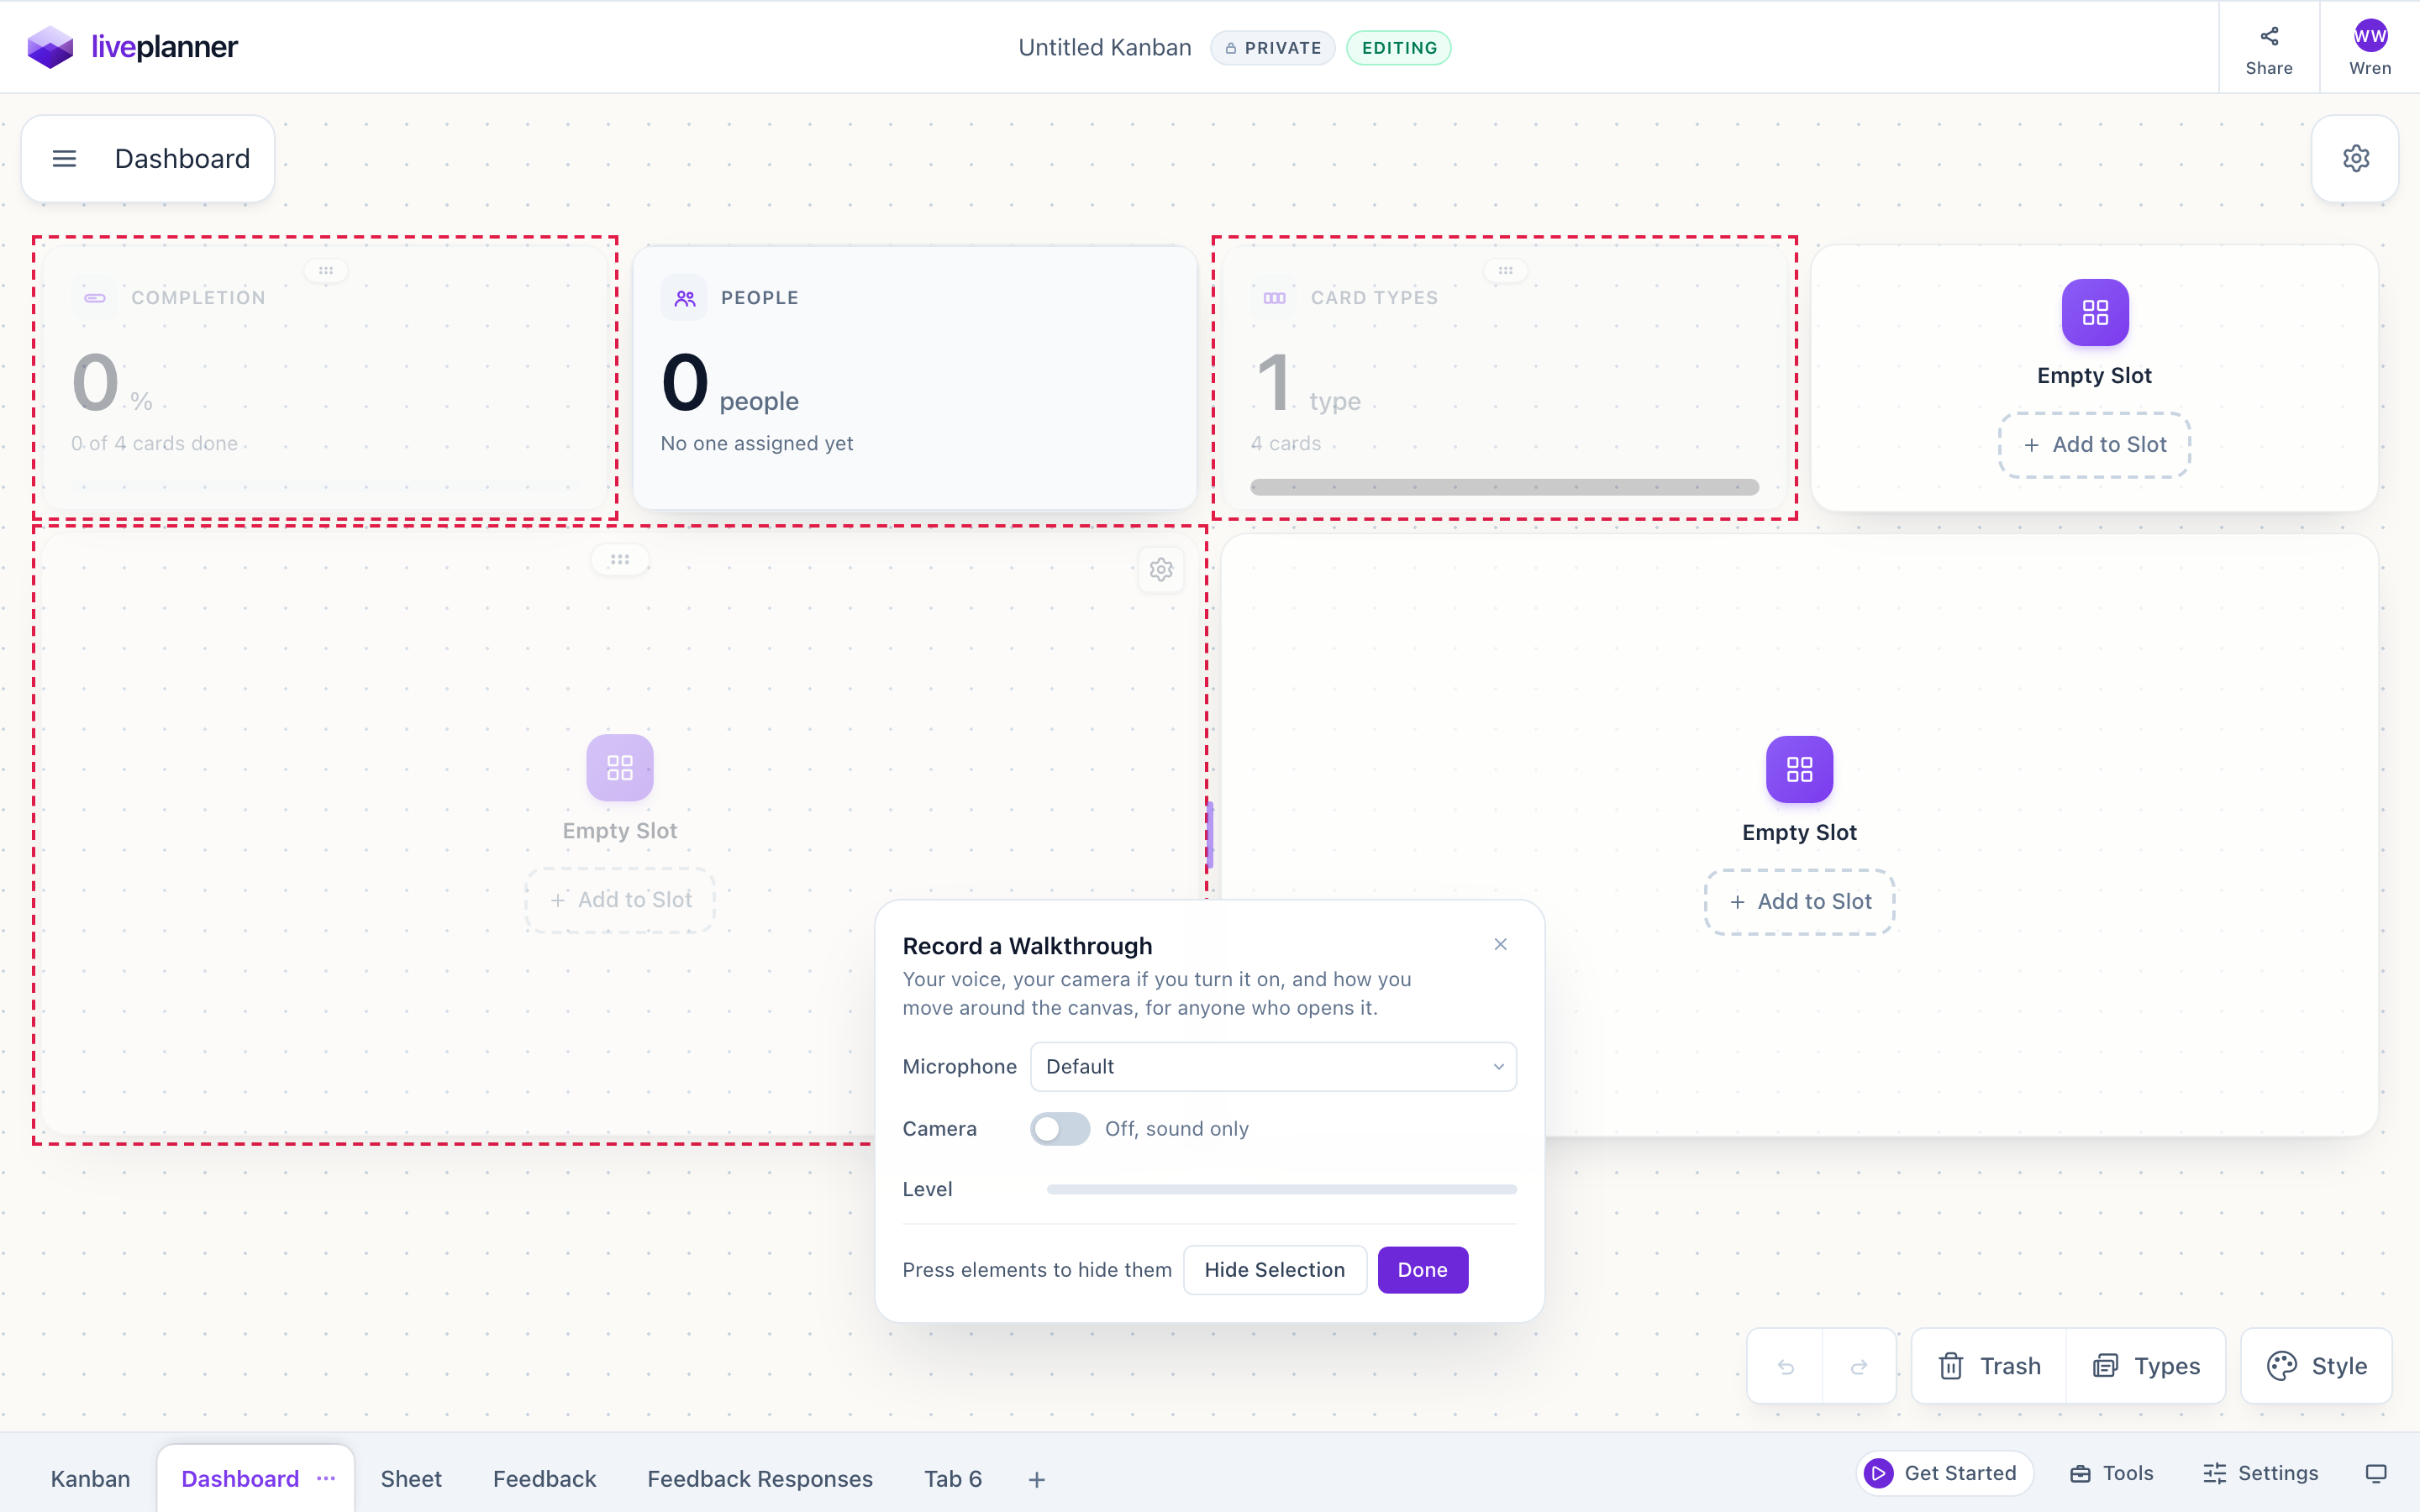 liveplanner
Untitled Kanban
PRIVATE
EDITING
Share
WW
Wren
Dashboard
COMPLETION
0 %
0 of 4 cards done
PEOPLE
0 people
No one assigned yet
CARD TYPES
1 type
4 cards
Empty Slot
+ Add to Slot
Empty Slot
+ Add to Slot
Empty Slot
+ Add to Slot
Record a Walkthrough
Your voice, your camera if you turn it on, and how you
move around the canvas, for anyone who opens it.
Microphone Default
Camera Off, sound only
Level
Press elements to hide them Hide Selection Done
Trash Types Style
Kanban Dashboard Sheet Feedback Feedback Responses Tab 6 +
Get Started Tools Settings